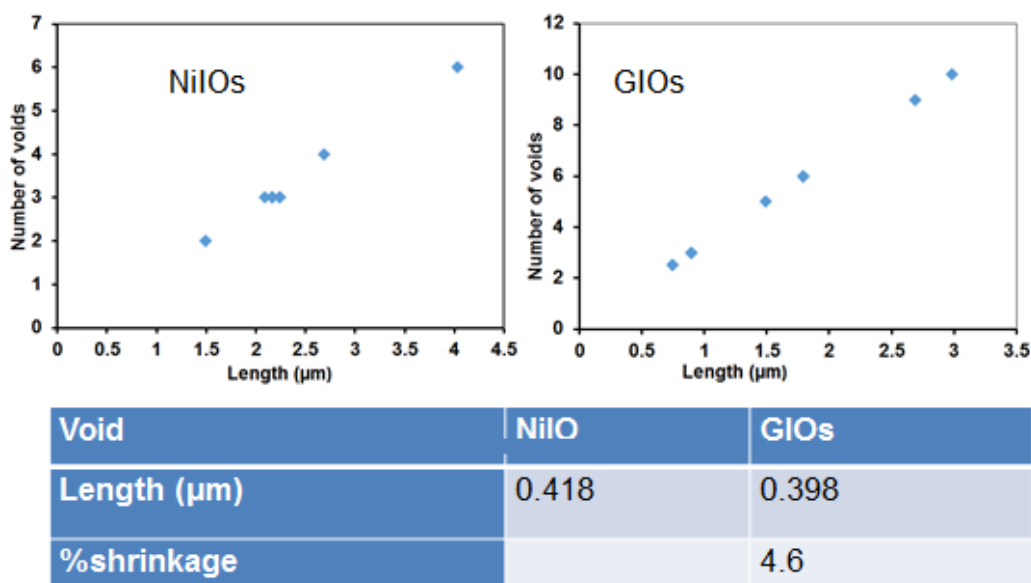 7
6
5
4
3
2
1
0
Number of voids
NiIOs
0 0.5 1 1.5 2 2.5 3 3.5 4 4.5
Length (µm)
12
10
8
6
4
2
0
Number of voids
GIOs
0 0.5 1 1.5 2 2.5 3 3.5
Length (µm)
Void NiIO GIOs
Length (µm) 0.418 0.398
%shrinkage 4.6